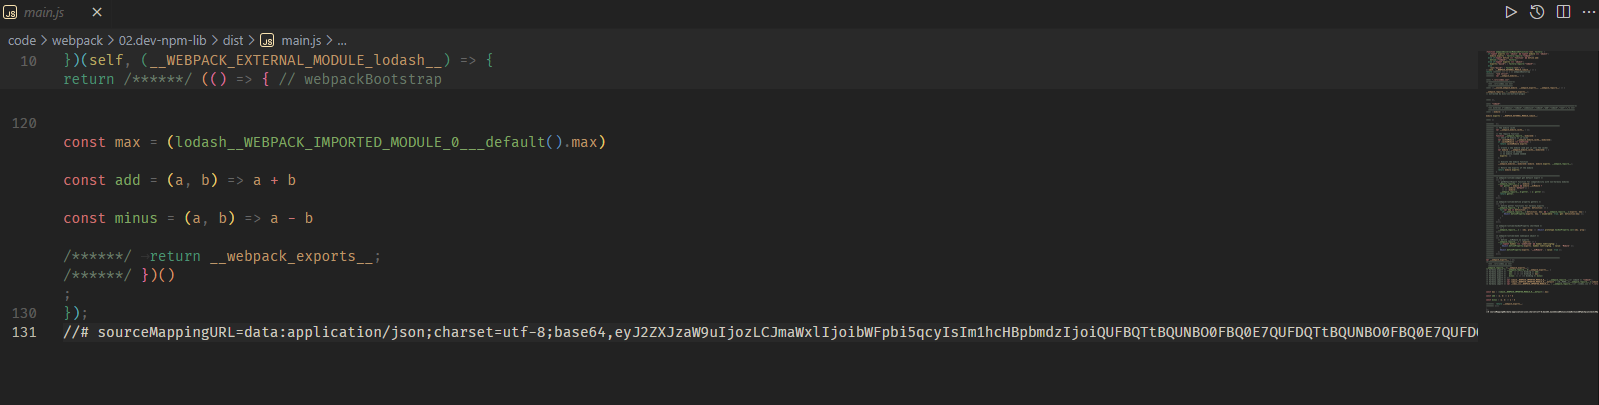 JS main.js ×
code > webpack > 02.dev-npm-lib > dist > JS main.js > ...
10 })(self, (__WEBPACK_EXTERNAL_MODULE_lodash__) => {
return /******/ (() => { // webpackBootstrap
120
const max = (lodash__WEBPACK_IMPORTED_MODULE_0___default().max)
const add = (a, b) => a + b
const minus = (a, b) => a - b
/******/ →return __webpack_exports__;
/******/ })()
;
130 });
131 //# sourceMappingURL=data:application/json;charset=utf-8;base64,eyJ2ZXJzaW9uIjozLCJmaWxlIjoibWFpbi5qcyIsIm1hcHBpbmdzIjoiQUFBQTtBQUNBO0FBQ0E7QUFDQTtBQUNBO0FBQ0E7QUFD